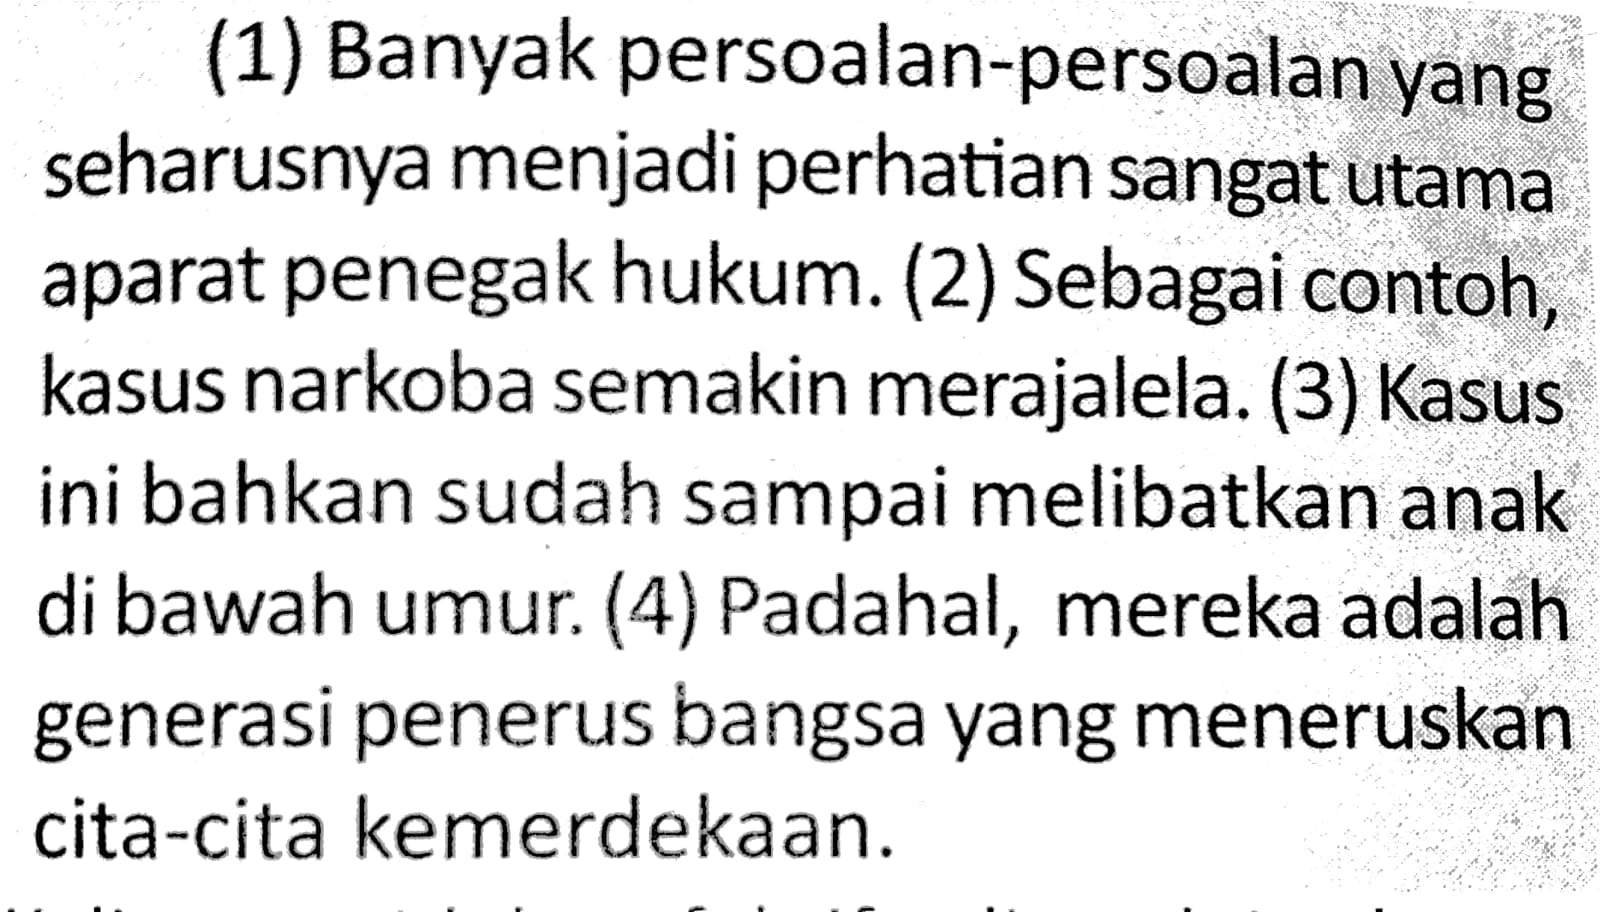 (1) Banyak persoalan-persoalan yang
seharusnya menjadi perhatian sangat utama
aparat penegak hukum. (2) Sebagai contoh,
kasus narkoba semakin merajalela. (3) Kasus
ini bahkan sudah sampai melibatkan anak
di bawah umur. (4) Padahal, mereka adalah
generasi penerus bangsa yang meneruskan
cita-cita kemerdekaan.